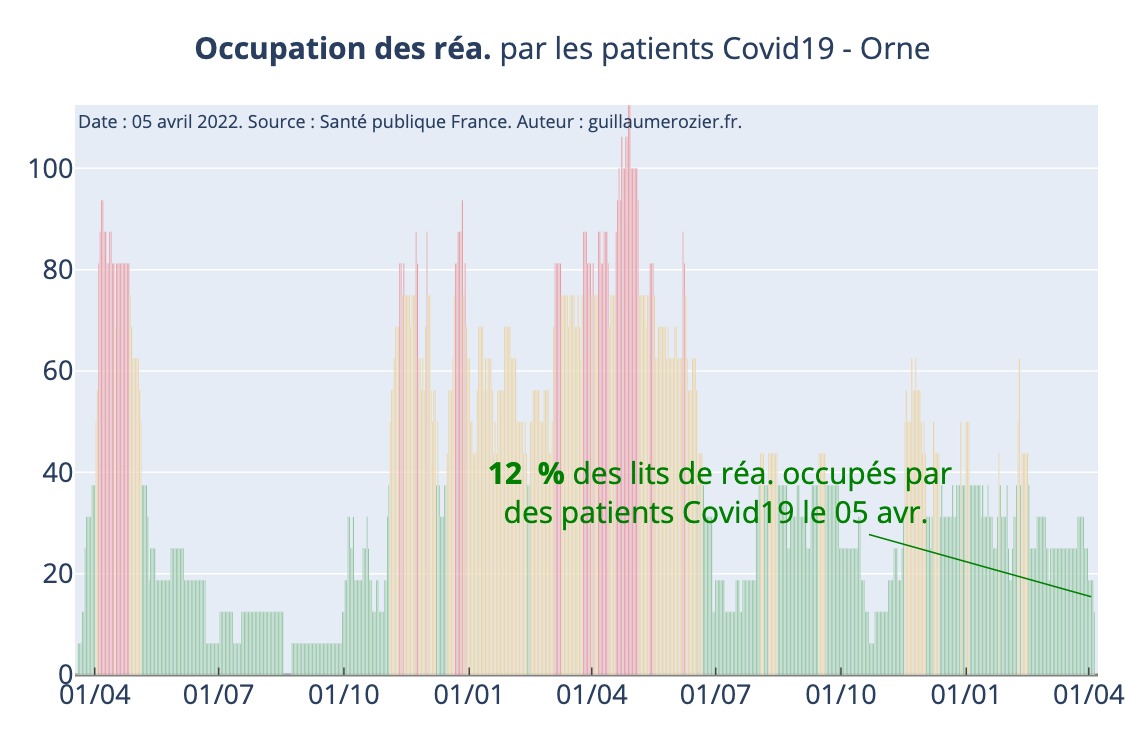 Occupation des réa. par les patients Covid19 - Orne
Date : 05 avril 2022. Source : Santé publique France. Auteur : guillaumerozier.fr.
100
80
60
40
20
0
12  % des lits de réa. occupés par
des patients Covid19 le 05 avr.
01/04 01/07 01/10 01/01 01/04 01/07 01/10 01/01 01/04